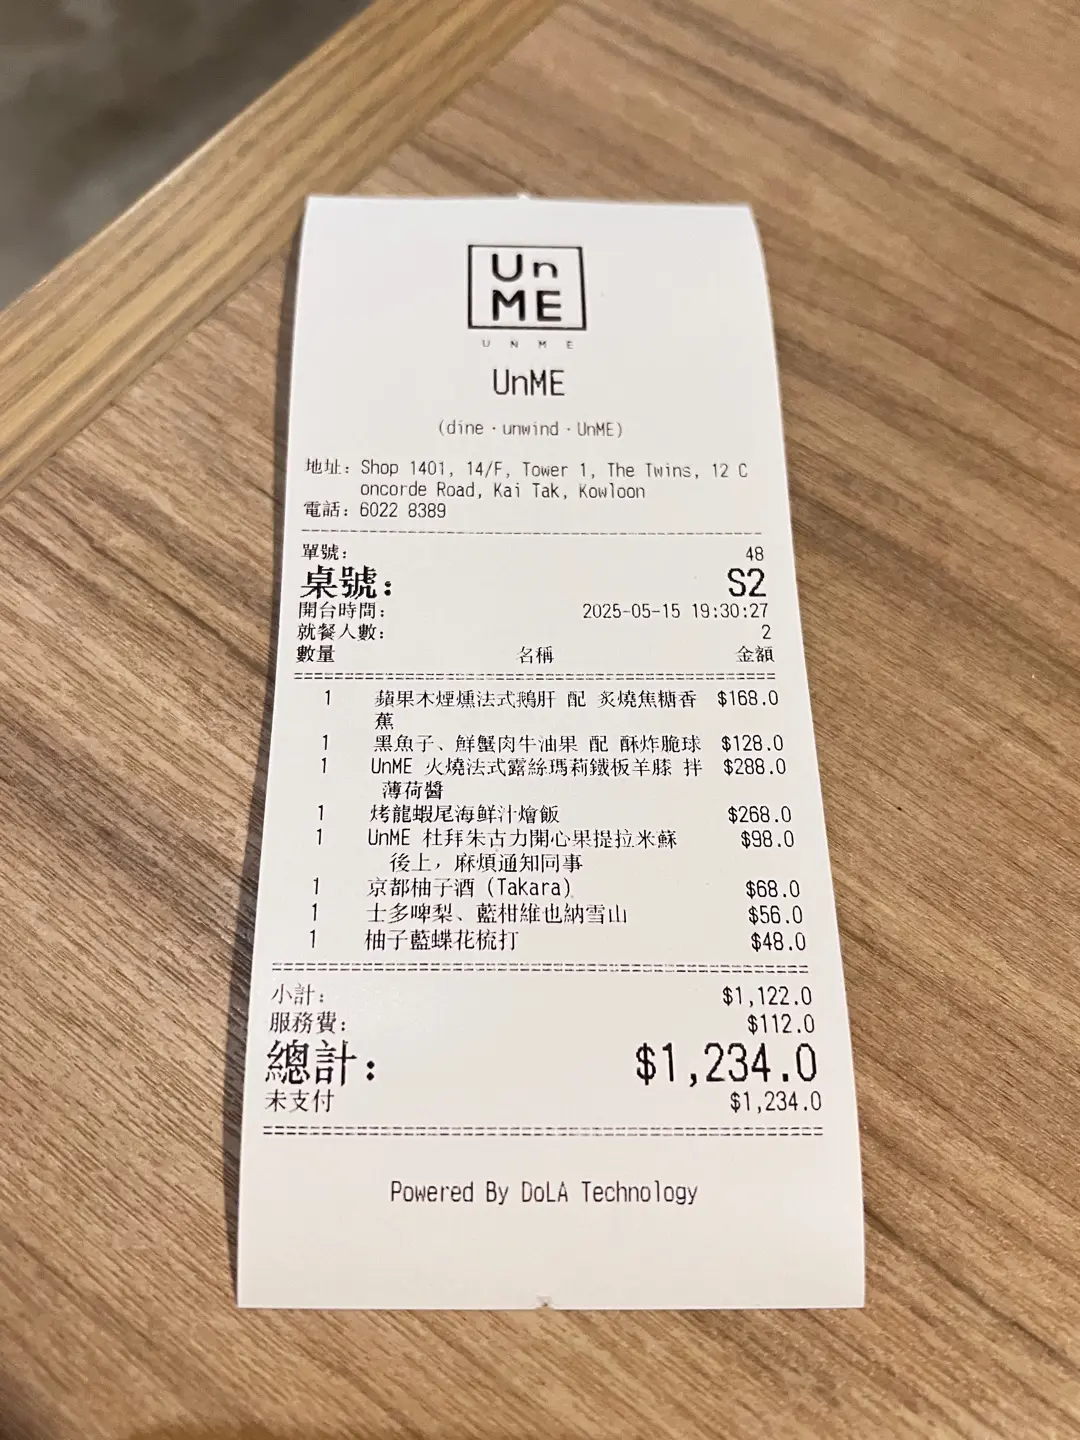 Un
ME
UNME
UnME
(dine · unwind · UnME)
地址: Shop 1401, 14/F, Tower 1, The Twins, 12 C
oncorde Road, Kai Tak, Kowloon
電話: 6022 8389
單號: 48
桌號: S2
開台時間: 2025-05-15 19:30:27
就餐人數: 2
數量 名稱 金額
1 蘋果木煙燻法式鵝肝 配 炙燒焦糖香 $168.0
蕉
1 黑魚子、鮮蟹肉牛油果 配 酥炸脆球 $128.0
1 UnME 火燒法式露絲瑪莉鐵板羊膝 拌 $288.0
薄荷醬
1 烤龍蝦尾海鮮汁燴飯 $268.0
1 UnME 杜拜朱古力開心果提拉米蘇 $98.0
後上，麻煩通知同事
1 京都柚子酒 (Takara) $68.0
1 士多啤梨、藍柑維也納雪山 $56.0
1 柚子藍蝶花梳打 $48.0
小計: $1,122.0
服務費: $112.0
總計: $1,234.0
未支付 $1,234.0
Powered By DoLA Technology